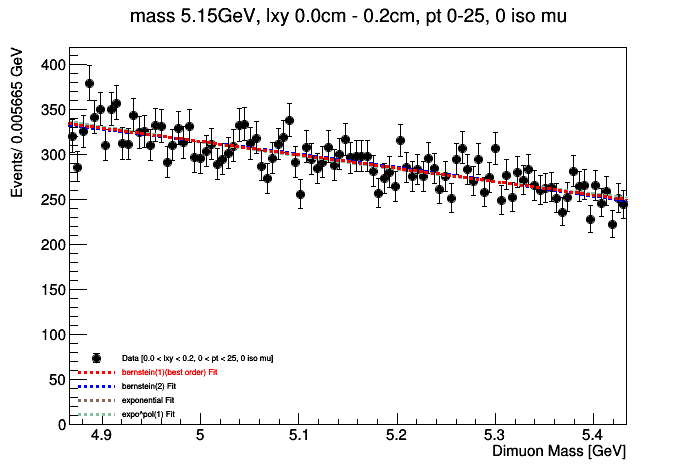 mass 5.15GeV, lxy 0.0cm - 0.2cm, pt 0-25, 0 iso mu
Events/ 0.005665 GeV
400
350
300
250
200
150
100
50
0
Data [0.0 < lxy < 0.2, 0 < pt < 25, 0 iso mu]
bernstein(1)(best order) Fit
bernstein(2) Fit
exponential Fit
expo*pol(1) Fit
4.9 5 5.1 5.2 5.3 5.4
Dimuon Mass [GeV]